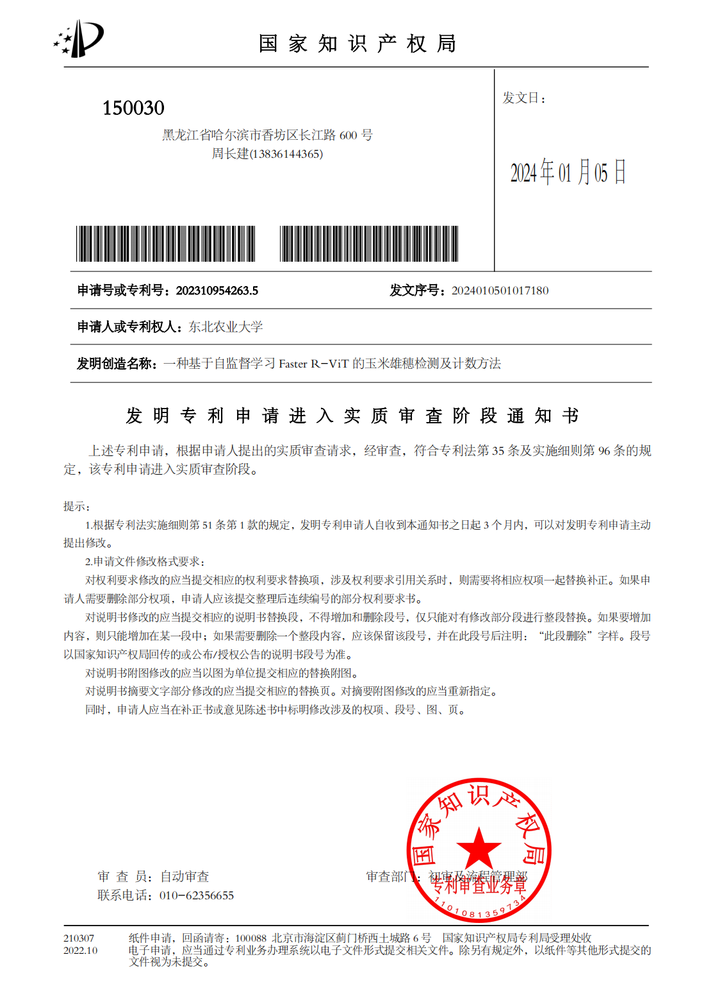 国家知识产权局
150030
黑龙江省哈尔滨市香坊区长江路 600 号
周长建(13836144365)
发文日：
2024年01月05日
申请号或专利号：202310954263.5
发文序号：2024010501017180
申请人或专利权人：东北农业大学
发明创造名称：一种基于自监督学习 Faster R-ViT 的玉米雄穗检测及计数方法
发明专利申请进入实质审查阶段通知书
上述专利申请，根据申请人提出的实质审查请求，经审查，符合专利法第 35 条及实施细则第 96 条的规
定，该专利申请进入实质审查阶段。
提示：
1.根据专利法实施细则第 51 条第 1 款的规定，发明专利申请人自收到本通知书之日起 3 个月内，可以对发明专利申请主动
提出修改。
2.申请文件修改格式要求：
对权利要求修改的应当提交相应的权利要求替换项，涉及权利要求引用关系时，则需要将相应权项一起替换补正。如果申
请人需要删除部分权项，申请人应该提交整理后连续编号的部分权利要求书。
对说明书修改的应当提交相应的说明书替换段，不得增加和删除段号，仅只能对有修改部分段进行整段替换。如果要增加
内容，则只能增加在某一段中；如果需要删除一个整段内容，应该保留该段号，并在此段号后注明：“此段删除”字样。段号
以国家知识产权局回传的或公布/授权公告的说明书段号为准。
对说明书附图修改的应当以图为单位提交相应的替换附图。
对说明书摘要文字部分修改的应当提交相应的替换页。对摘要附图修改的应当重新指定。
同时，申请人应当在补正书或意见陈述书中标明修改涉及的权项、段号、图、页。
国家知识产权局
审 查 员：自动审查
审查部门：初审及流程管理部
专利审查业务章
联系电话：010-62356655
1101081359734
210307
纸件申请，回函请寄：100088 北京市海淀区蓟门桥西土城路 6 号 国家知识产权局专利局受理处收
2022.10
电子申请，应当通过专利业务办理系统以电子文件形式提交相关文件。除另有规定外，以纸件等其他形式提交的
文件视为未提交。